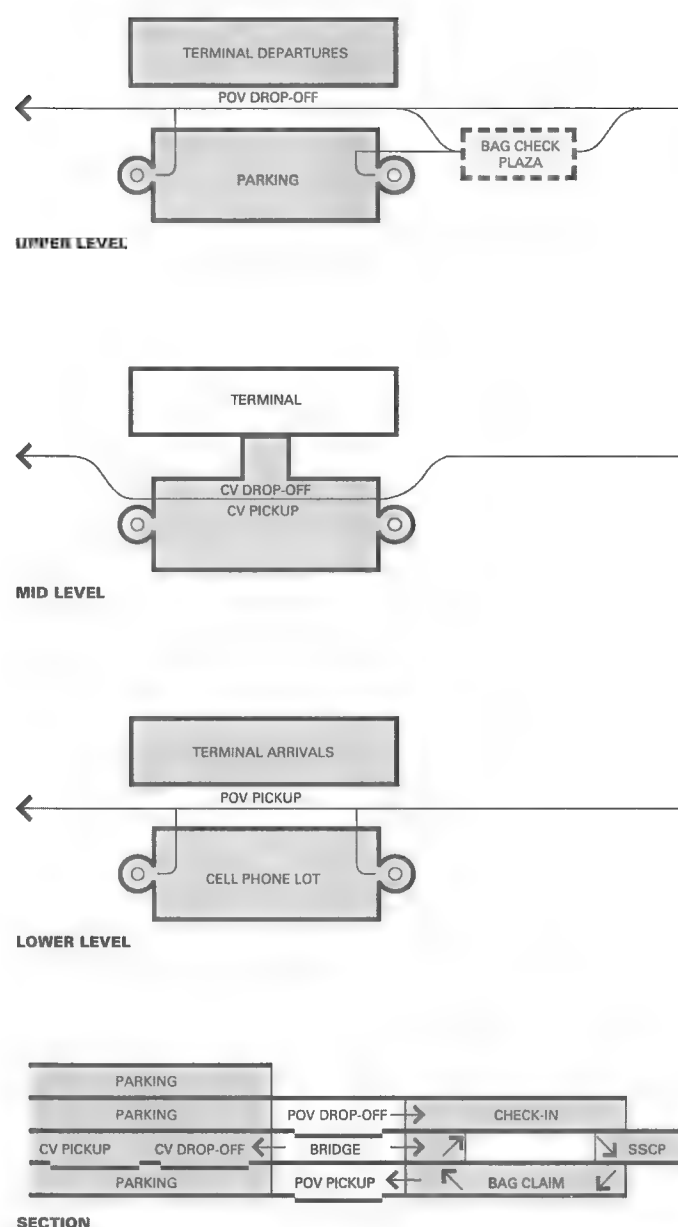 TERMINAL DEPARTURES
POV DROP-OFF
BAG CHECK
PLAZA
PARKING
UPPER LEVEL
TERMINAL
CV DROP-OFF
CV PICKUP
MID LEVEL
TERMINAL ARRIVALS
POV PICKUP
CELL PHONE LOT
LOWER LEVEL
PARKING
PARKING POV DROP-OFF CHECK-IN
CV PICKUP CV DROP-OFF BRIDGE SSCP
PARKING POV PICKUP BAG CLAIM
SECTION